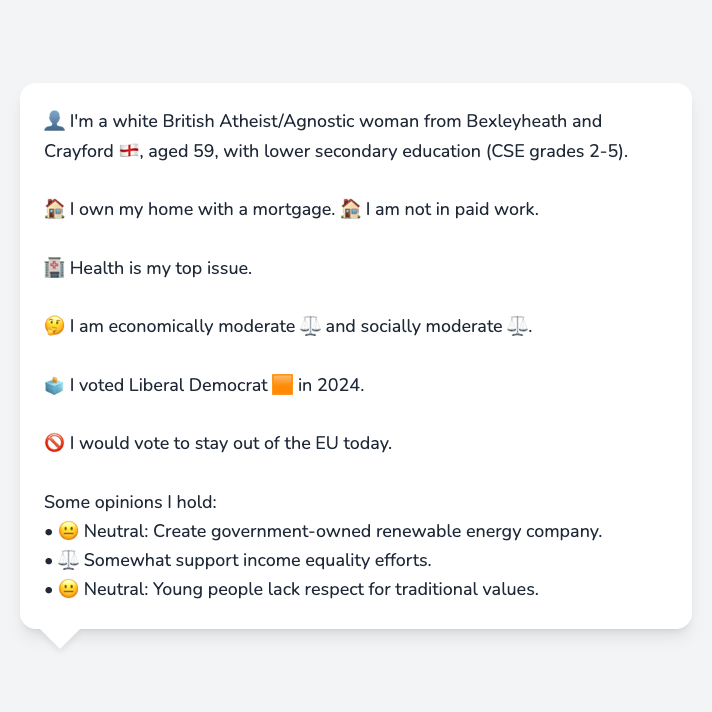 👤 I'm a white British Atheist/Agnostic woman from Bexleyheath and
Crayford 🏴󠁧󠁢󠁥󠁮󠁧󠁿, aged 59, with lower secondary education (CSE grades 2-5).
🏠 I own my home with a mortgage. 🏠 I am not in paid work.
🏥 Health is my top issue.
🤔 I am economically moderate ⚖️ and socially moderate ⚖️.
🗳️ I voted Liberal Democrat 🟧 in 2024.
🚫 I would vote to stay out of the EU today.
Some opinions I hold:
• 😐 Neutral: Create government-owned renewable energy company.
• ⚖️ Somewhat support income equality efforts.
• 😐 Neutral: Young people lack respect for traditional values.